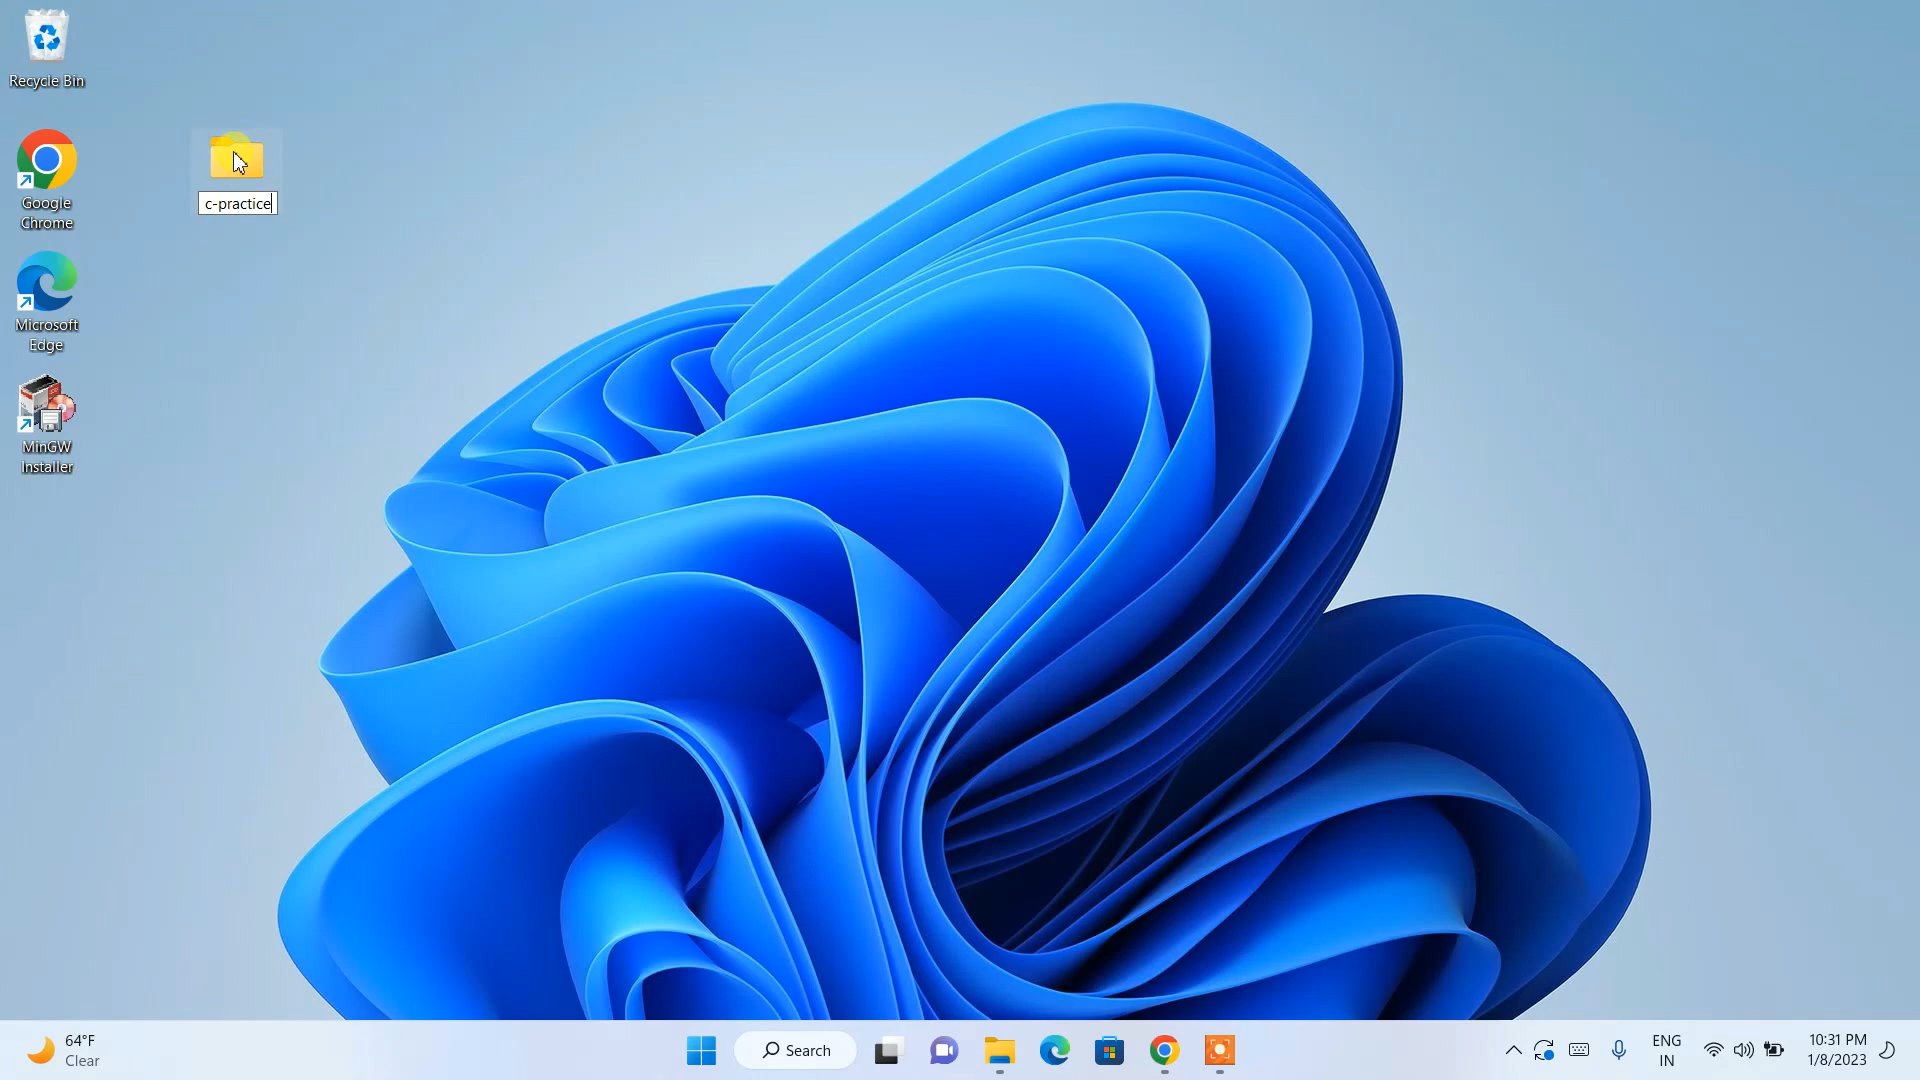 Recycle Bin
Google
Chrome
c-practice
Microsoft
Edge
MinGW
Installer
64°F
Clear
Search
ENG
IN
10:31 PM
1/8/2023